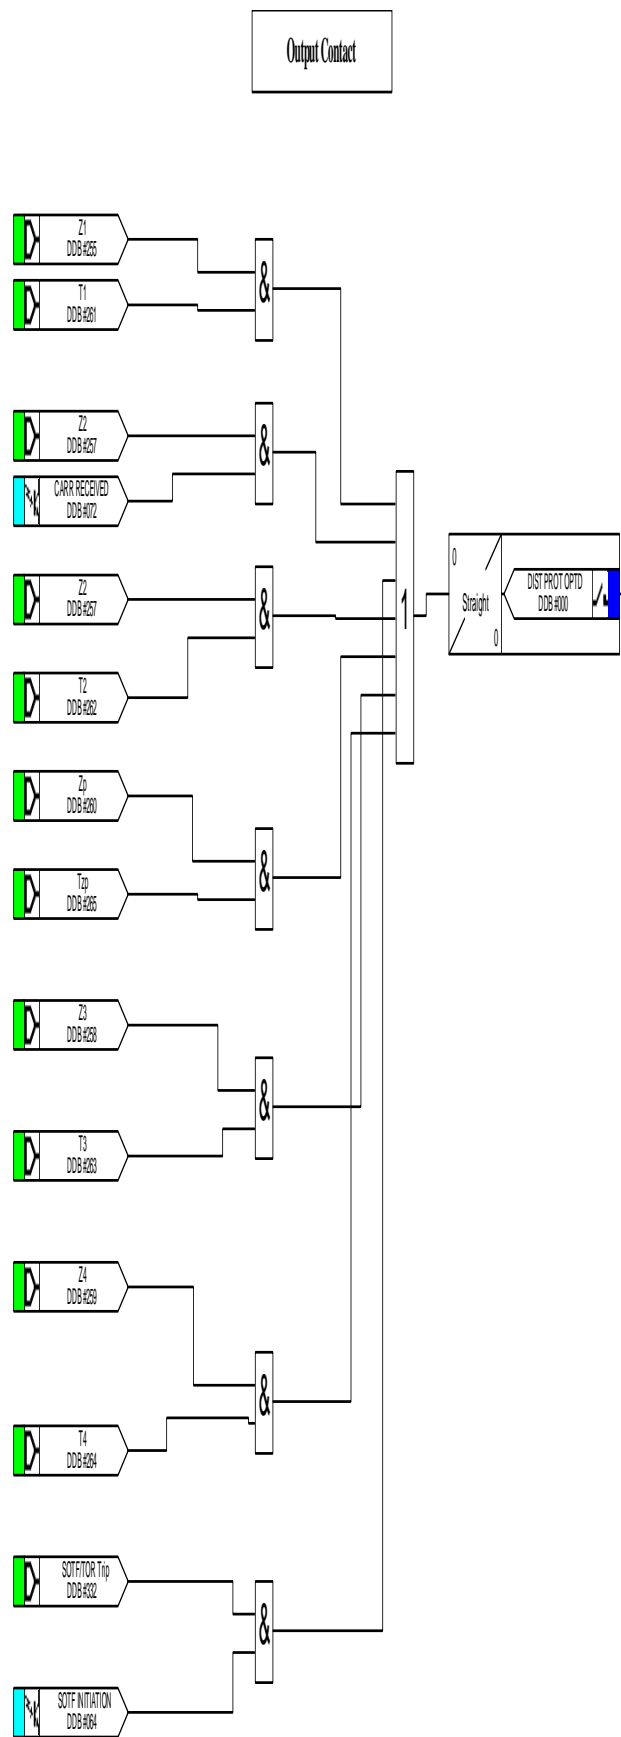 Output Contact
Z1
DDB #255
T1
DDB #261
&
Z2
DDB #257
CARR RECEIVED
DDB #072
&
Z2
DDB #257
T2
DDB #262
&
1
0
Straight
0
DIST PROT OPTD
DDB #000
Zp
DDB #260
Tzp
DDB #265
&
Z3
DDB #258
T3
DDB #263
&
Z4
DDB #259
T4
DDB #264
&
SOTF/TOR Trip
DDB #332
SOTF INITIATION
DDB #064
&